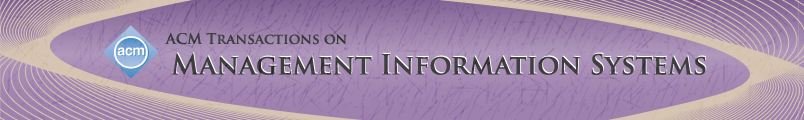 acm
ACM Transactions on
Management Information Systems